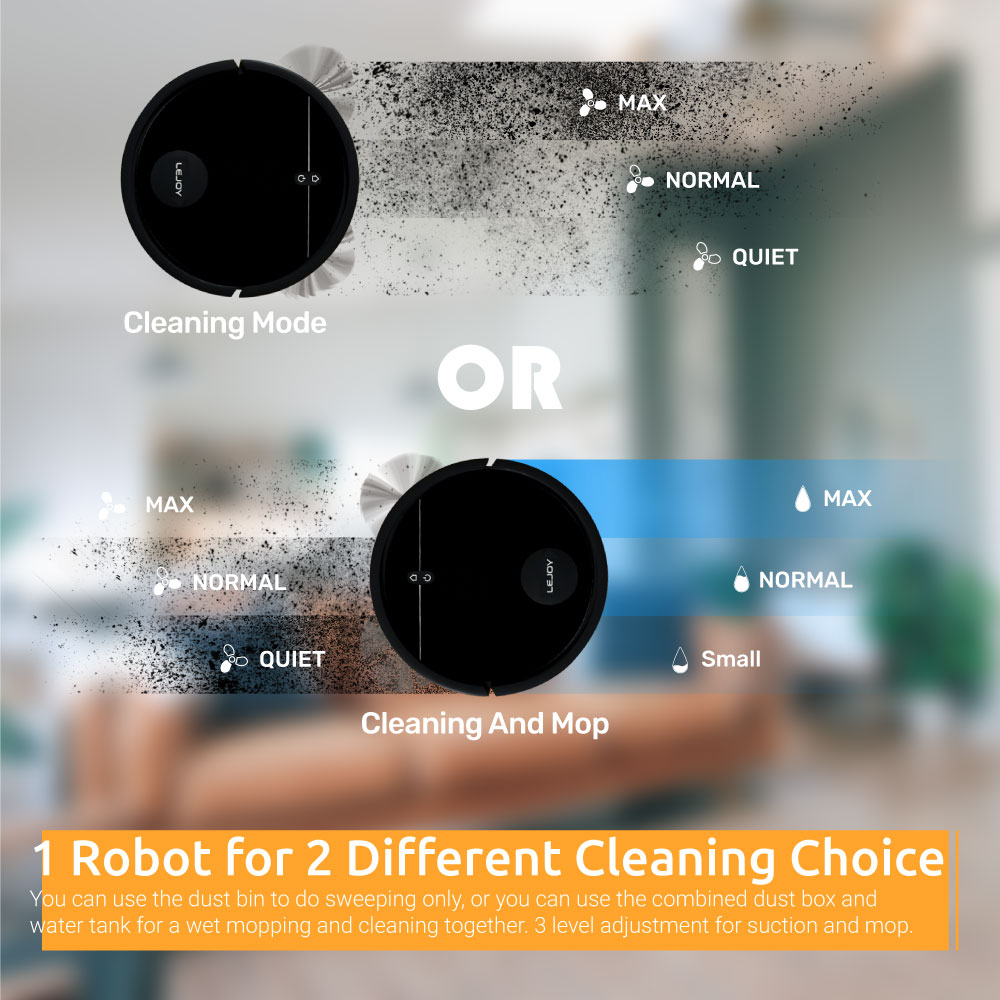 MAX
NORMAL
LEJOY
QUIET
Cleaning Mode
OR
MAX
MAX
NORMAL
LEJOY
NORMAL
QUIET
Small
Cleaning And Mop
1 Robot for 2 Different Cleaning Choice
You can use the dust bin to do sweeping only, or you can use the combined dust box and
water tank for a wet mopping and cleaning together. 3 level adjustment for suction and mop.